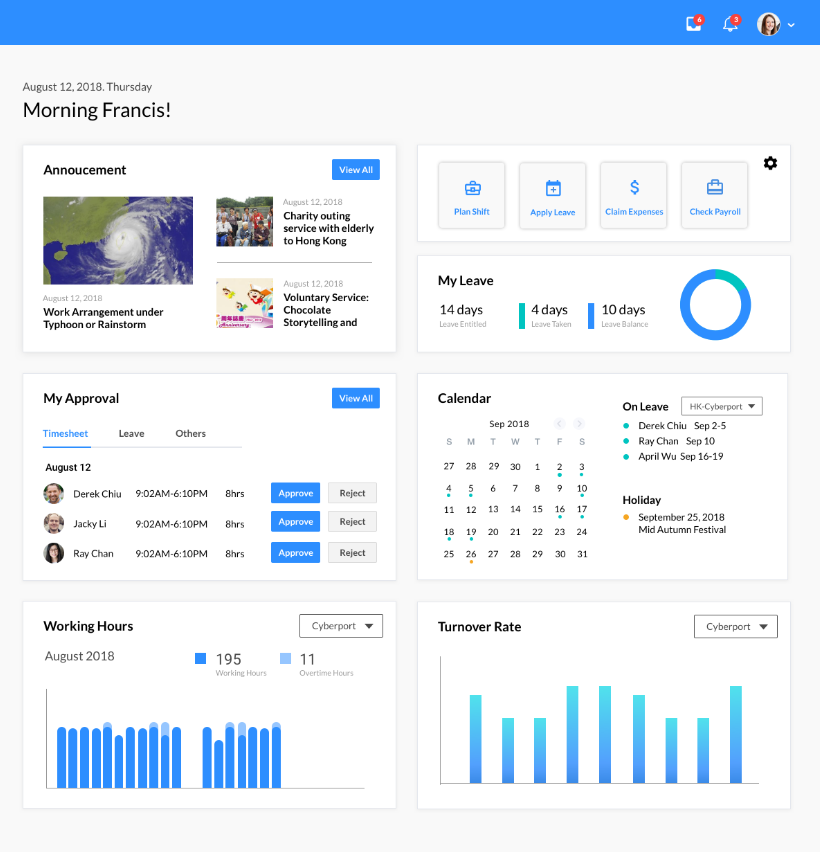 6
3
August 12, 2018. Thursday
Morning Francis!
Annoucement
View All
August 12, 2018
Work Arrangement under
Typhoon or Rainstorm
August 12, 2018
Charity outing
service with elderly
to Hong Kong
August 12, 2018
Voluntary Service:
Chocolate
Storytelling and
Plan Shift
Apply Leave
Claim Expenses
Check Payroll
My Leave
14 days
Leave Entitled
4 days
Leave Taken
10 days
Leave Balance
My Approval
View All
Timesheet Leave Others
August 12
Derek Chiu 9:02AM-6:10PM 8hrs Approve Reject
Jacky Li 9:02AM-6:10PM 8hrs Approve Reject
Ray Chan 9:02AM-6:10PM 8hrs Approve Reject
Calendar
Sep 2018
S M T W T F S
27 28 29 30 1 2 3
4 5 6 7 8 9 10
11 12 13 14 15 16 17
18 19 20 21 22 23 24
25 26 27 28 29 30 31
On Leave HK-Cyberport
Derek Chiu Sep 2-5
Ray Chan Sep 10
April Wu Sep 16-19
Holiday
September 25, 2018
Mid Autumn Festival
Working Hours
Cyberport
August 2018
195
Working Hours
11
Overtime Hours
Turnover Rate
Cyberport